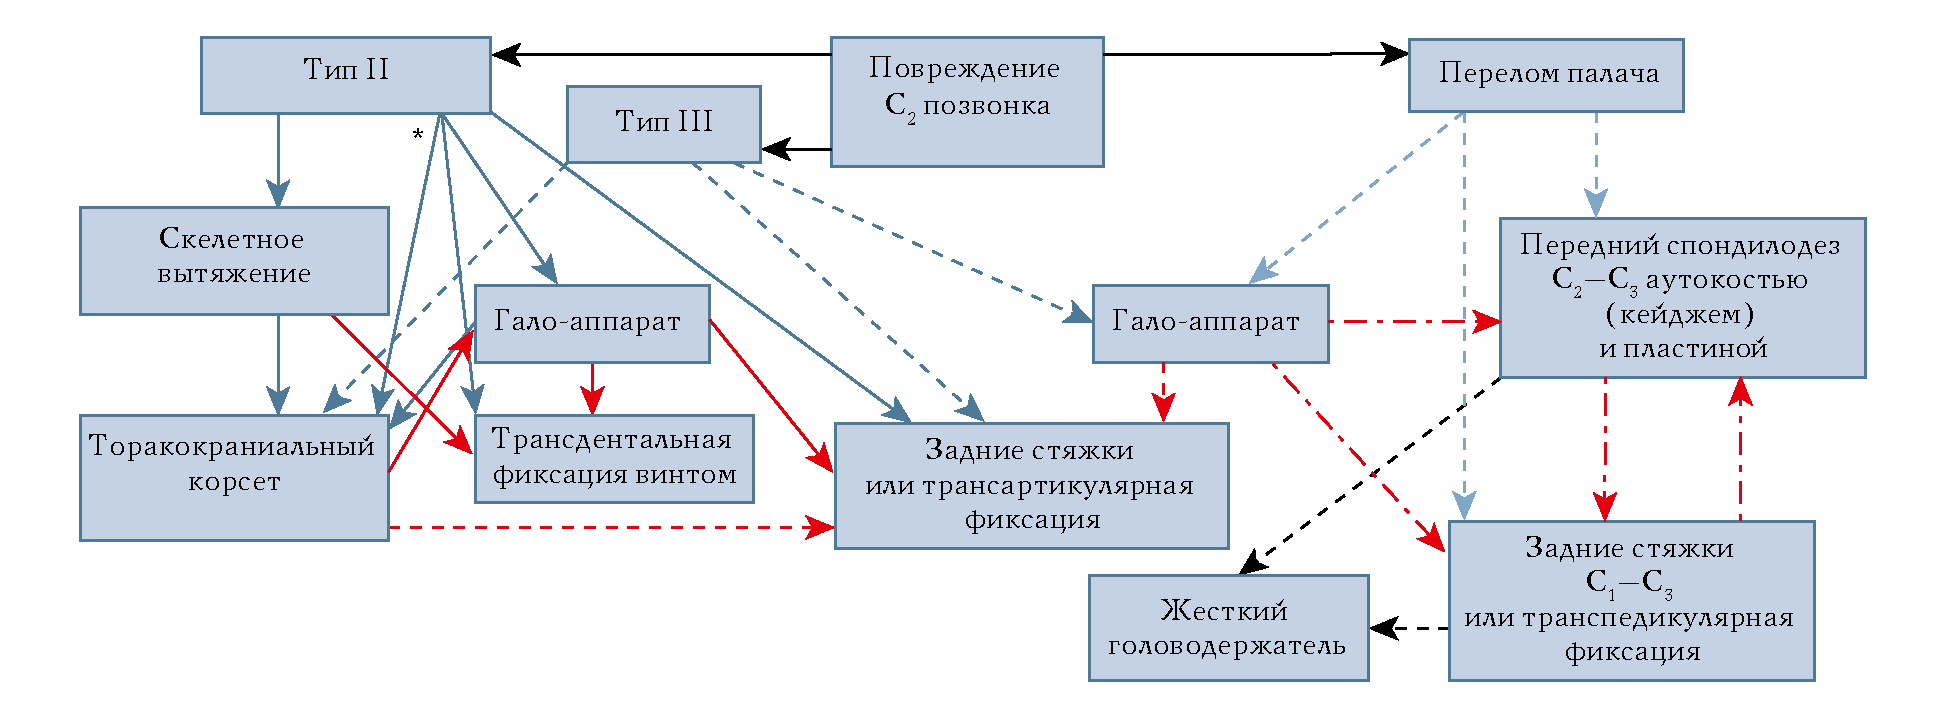 Тип II
Повреждение
C2 позвонка
Перелом палача
Тип III
*
Скелетное
вытяжение
Передний спондилодез
C2—C3 аутокостью
(кейджем)
и пластиной
Гало-аппарат
Гало-аппарат
Торакокраниальный
корсет
Трансдентальная
фиксация винтом
Задние стяжки
или трансартикулярная
фиксация
Задние стяжки
C1—C3
или транспедикулярная
фиксация
Жесткий
головодержатель